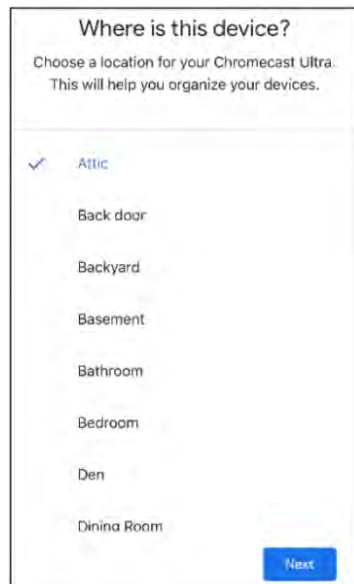 Where is this device?
Choose a location for your Chromecast Ultra.
This will help you organize your devices.
Attic
Back door
Backyard
Basement
Bathroom
Bedroom
Den
Dining Room
Next